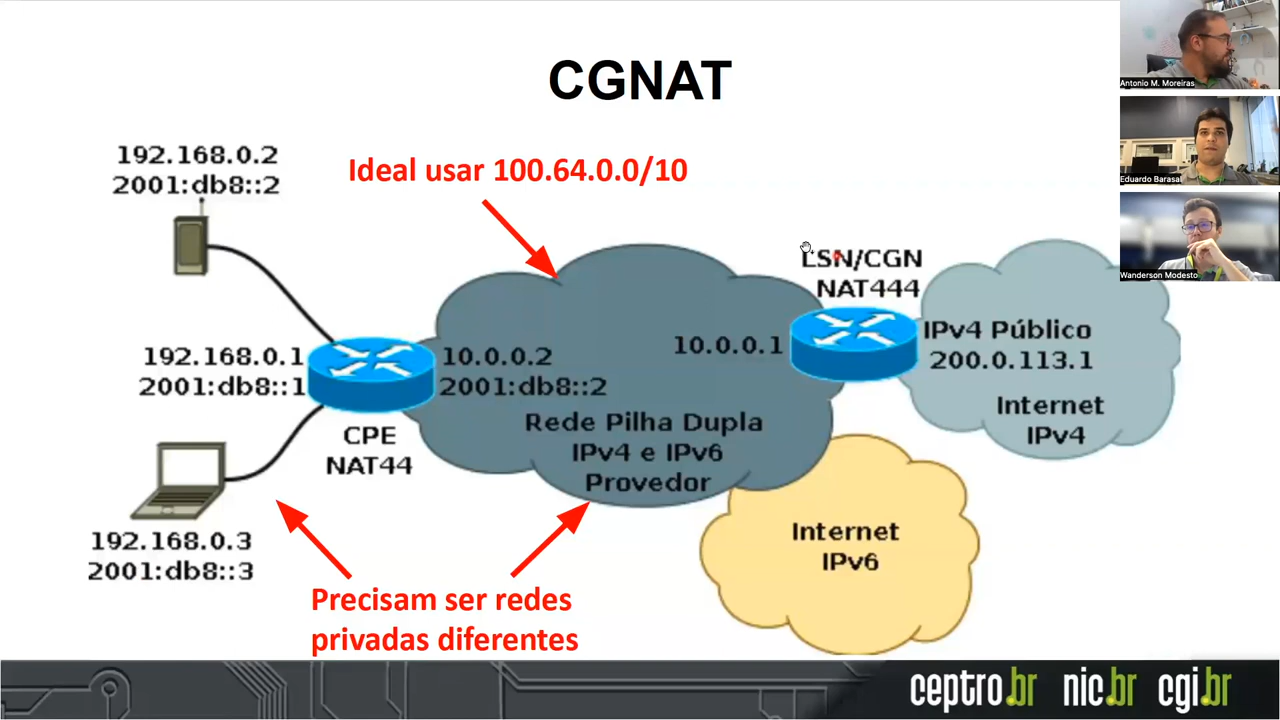 CGNAT
Antonio M. Moreiras
Eduardo Barasal
Wanderson Modesto
192.168.0.2
2001:db8::2
Ideal usar 100.64.0.0/10
LSN/CGN
NAT444
192.168.0.1
2001:db8::1
10.0.0.2
2001:db8::2
10.0.0.1
IPv4 Público
200.0.113.1
Internet
IPv4
CPE
NAT44
Rede Pilha Dupla
IPv4 e IPv6
Provedor
Internet
IPv6
192.168.0.3
2001:db8::3
Precisam ser redes
privadas diferentes
ceptro.br nic.br cgi.br